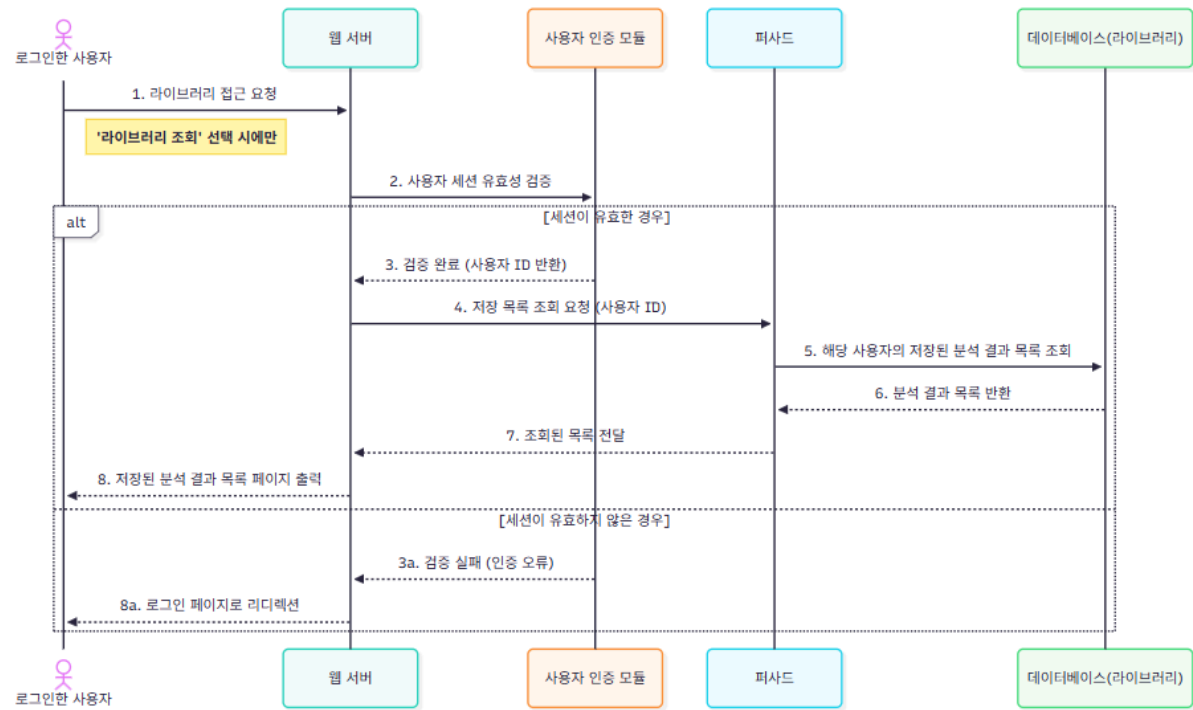 로그인한 사용자
웹 서버
사용자 인증 모듈
퍼사드
데이터베이스(라이브러리)
1. 라이브러리 접근 요청
'라이브러리 조회' 선택 시에만
2. 사용자 세션 유효성 검증
alt
[세션이 유효한 경우]
3. 검증 완료 (사용자 ID 반환)
4. 저장 목록 조회 요청 (사용자 ID)
5. 해당 사용자의 저장된 분석 결과 목록 조회
6. 분석 결과 목록 반환
7. 조회된 목록 전달
8. 저장된 분석 결과 목록 페이지 출력
[세션이 유효하지 않은 경우]
3a. 검증 실패 (인증 오류)
8a. 로그인 페이지로 리디렉션
로그인한 사용자
웹 서버
사용자 인증 모듈
퍼사드
데이터베이스(라이브러리)